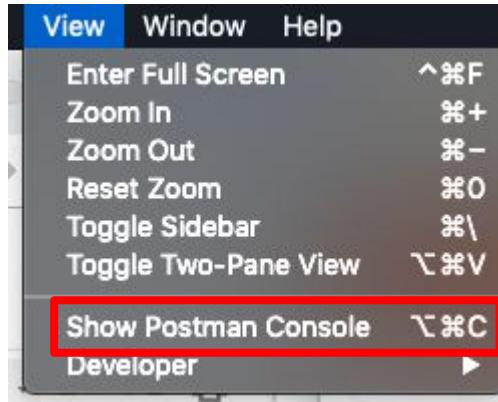 View Window Help
Enter Full Screen ^⌘F
Zoom In ⌘+
Zoom Out ⌘−
Reset Zoom ⌘0
Toggle Sidebar ⌘\
Toggle Two-Pane View ⌥⌘V
Show Postman Console ⌥⌘C
Developer ▶